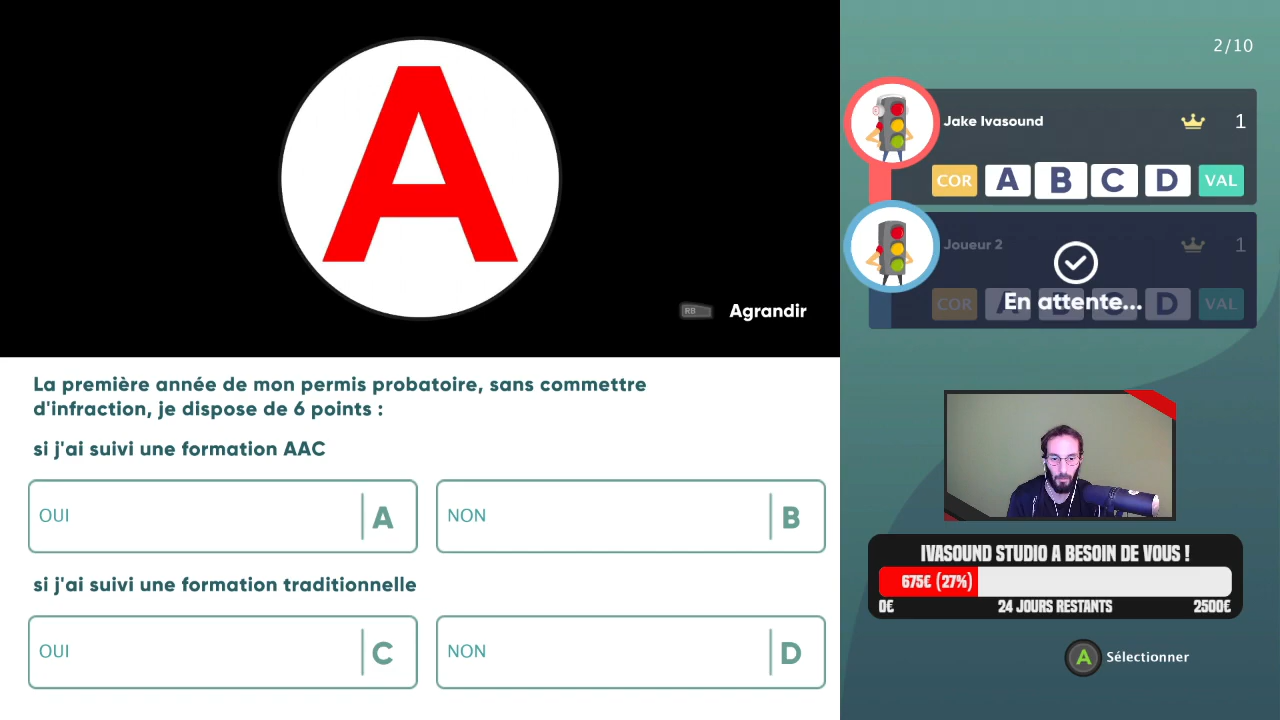 A
RB Agrandir
La première année de mon permis probatoire, sans commettre
d'infraction, je dispose de 6 points :
si j'ai suivi une formation AAC
OUI A
NON B
si j'ai suivi une formation traditionnelle
OUI C
NON D
2/10
Jake Ivasound 1
COR A B C D VAL
Joueur 2 1
En attente...
COR A B C D VAL
IVASOUND STUDIO A BESOIN DE VOUS !
675€ (27%)
0€ 24 JOURS RESTANTS 2500€
A Sélectionner